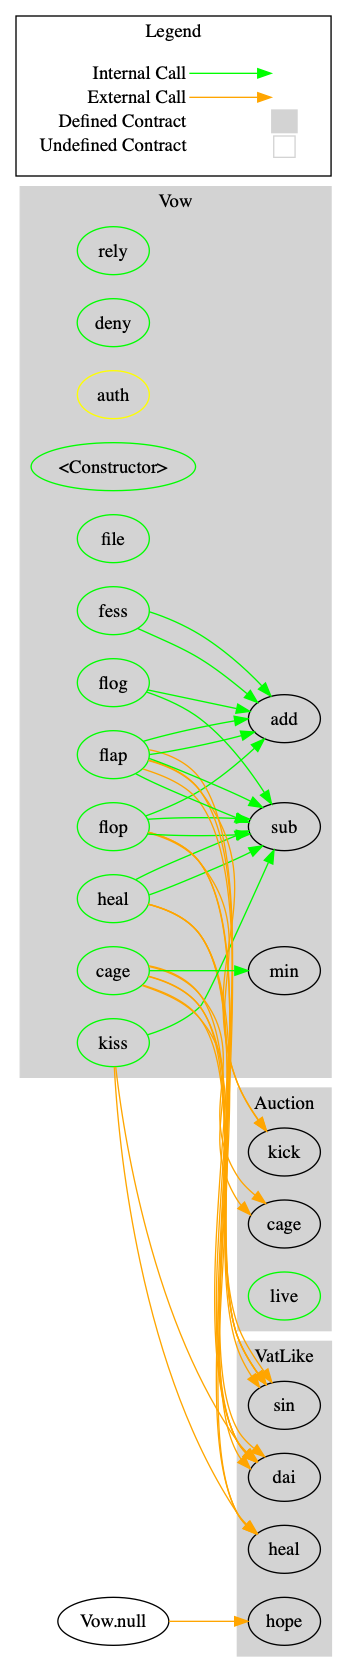 Legend
Internal Call
External Call
Defined Contract
Undefined Contract
Vow
rely
deny
auth
<Constructor>
file
fess
flog
add
flap
flop
sub
heal
cage
min
kiss
Auction
kick
cage
live
VatLike
sin
dai
heal
Vow.null
hope